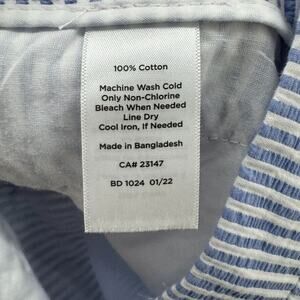 100% Cotton
Machine Wash Cold
Only Non-Chlorine
Bleach When Needed
Line Dry
Cool Iron, If Needed
Made in Bangladesh
CA# 23147
BD 1024 01/22